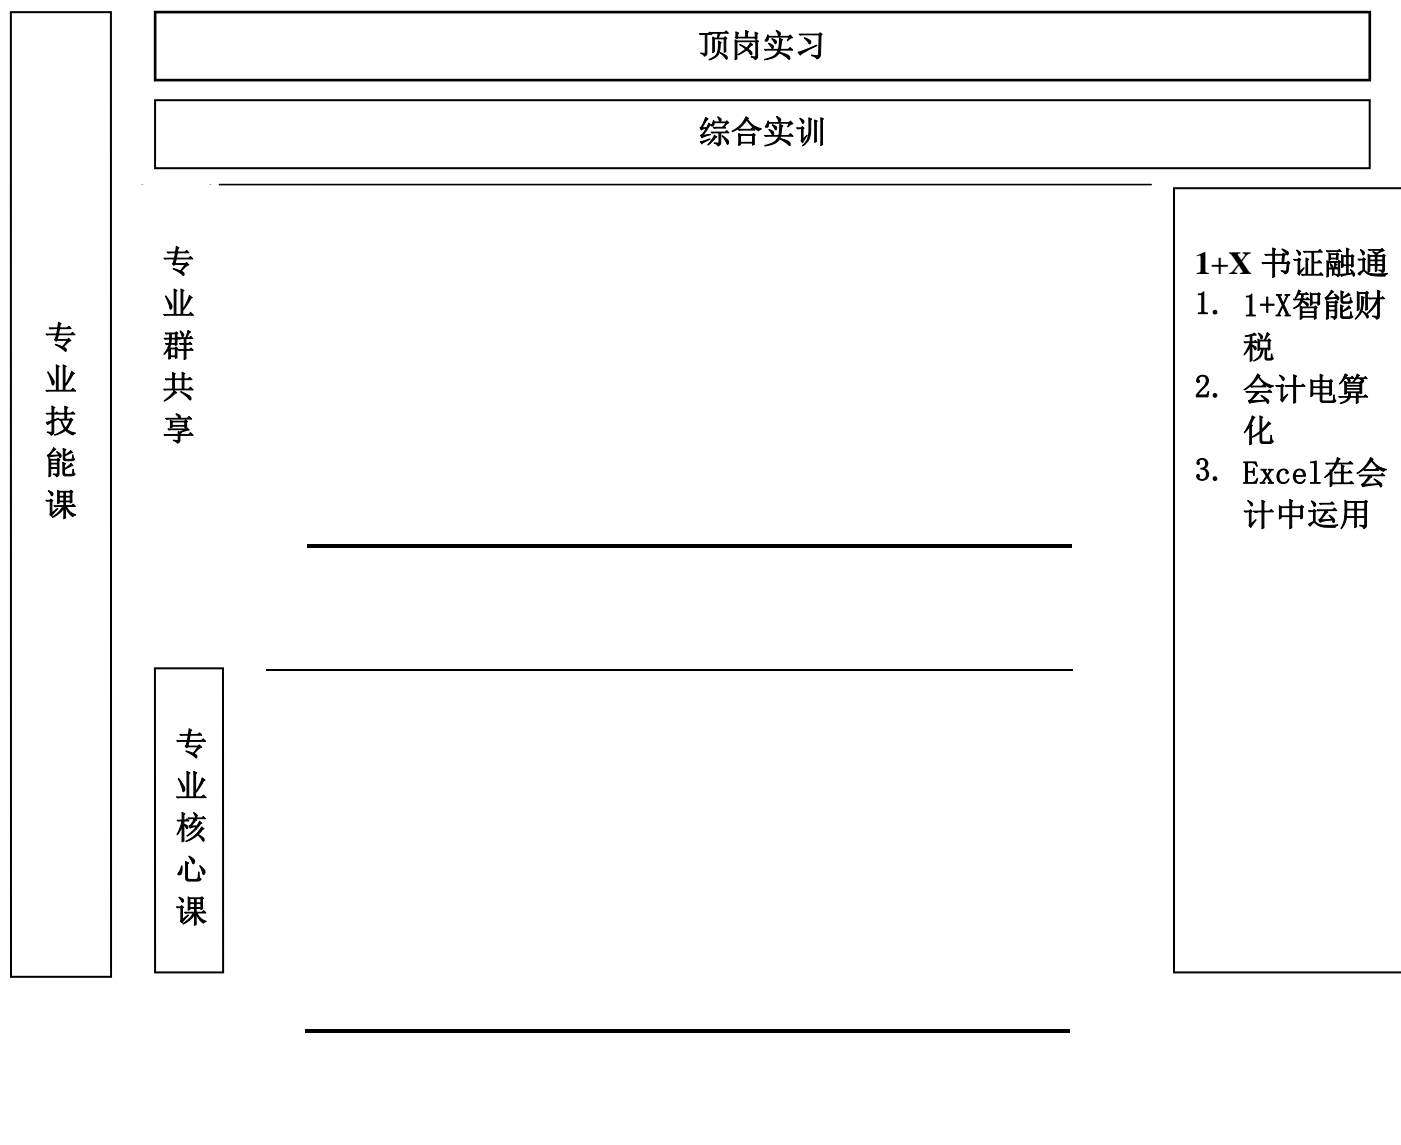 顶岗实习
综合实训
专
业
技
能
课
专
业
群
共
享
专
业
核
心
课
1+X 书证融通
1. 1+X智能财
税
2. 会计电算
化
3. Excel在会
计中运用